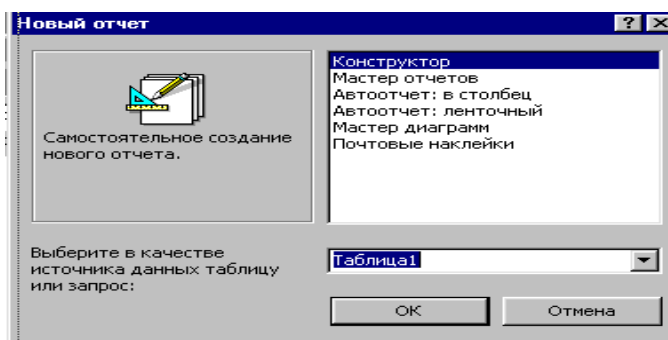 Новый отчет
Самостоятельное создание
нового отчета.
Конструктор
Мастер отчетов
Автоотчет: в столбец
Автоотчет: ленточный
Мастер диаграмм
Почтовые наклейки
Выберите в качестве
источника данных таблицу
или запрос:
Таблица1
ОК
Отмена